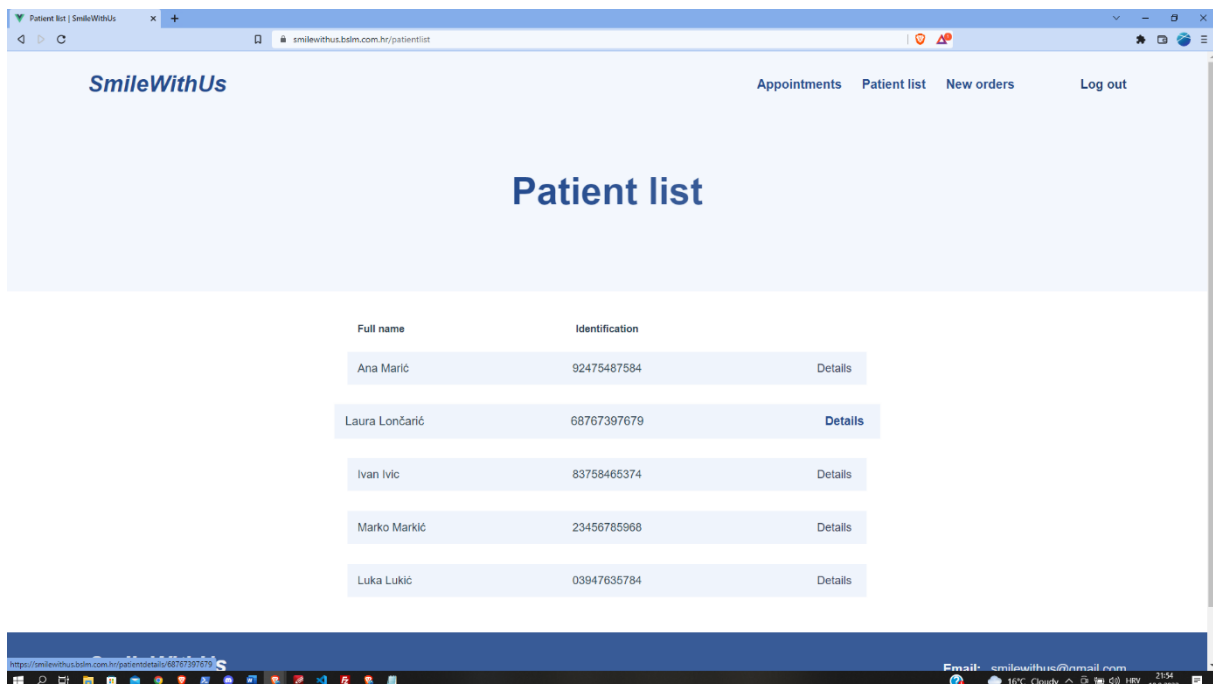 Patient list | SmileWithUs
smilewithus.bslm.com.hr/patientlist
SmileWithUs Appointments Patient list New orders Log out
Patient list
Full name Identification
Ana Marić 92475487584 Details
Laura Lončarić 68767397679 Details
Ivan Ivic 83758465374 Details
Marko Markić 23456785968 Details
Luka Lukić 03947635784 Details
Email: smilewithus@gmail.com
https://smilewithus.bslm.com.hr/patientdetails/68767397679
16°C Cloudy HRV 21:54